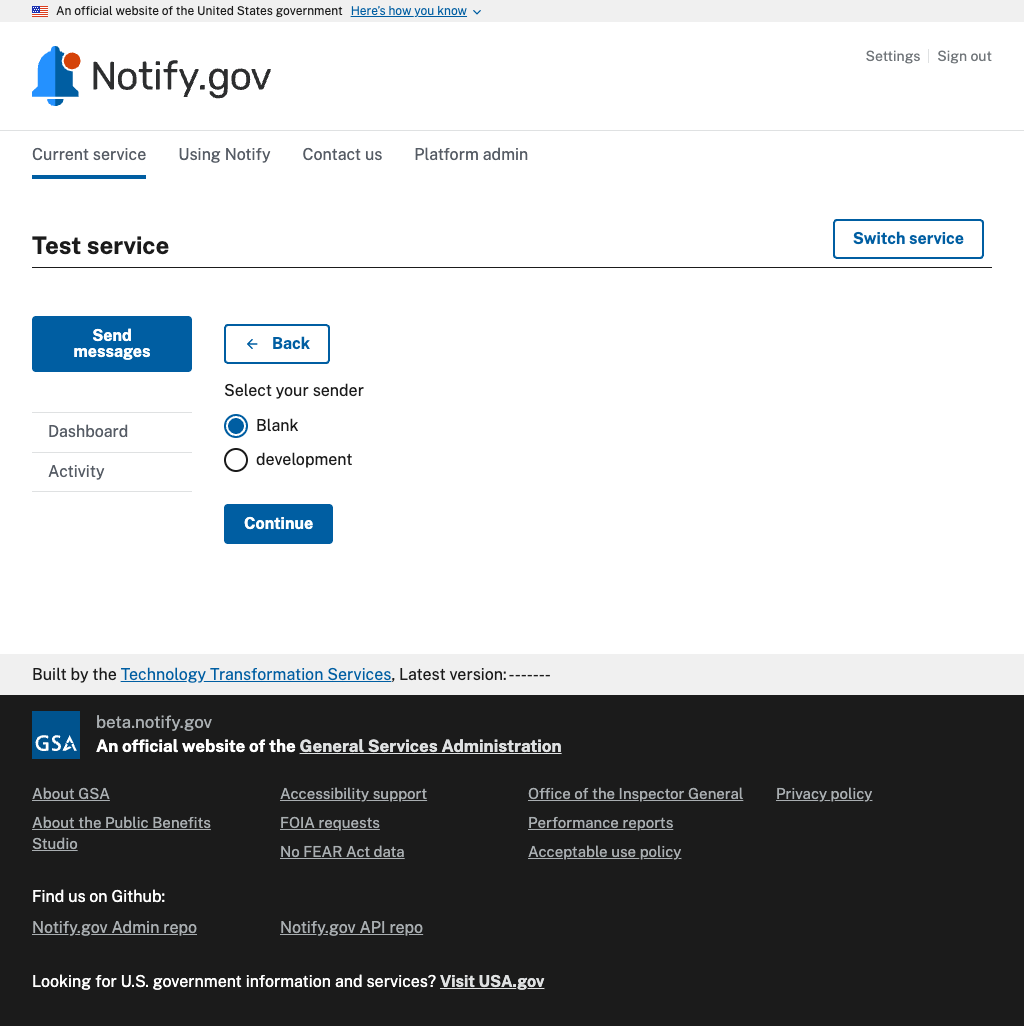 An official website of the United States government Here's how you know
Notify.gov
Settings Sign out
Current service Using Notify Contact us Platform admin
Test service
Switch service
Send
messages
Back
Select your sender
Blank
development
Dashboard
Activity
Continue
Built by the Technology Transformation Services, Latest version:-------
GSA
beta.notify.gov
An official website of the General Services Administration
About GSA
About the Public Benefits
Studio
Accessibility support
FOIA requests
No FEAR Act data
Office of the Inspector General
Performance reports
Acceptable use policy
Privacy policy
Find us on Github:
Notify.gov Admin repo
Notify.gov API repo
Looking for U.S. government information and services? Visit USA.gov